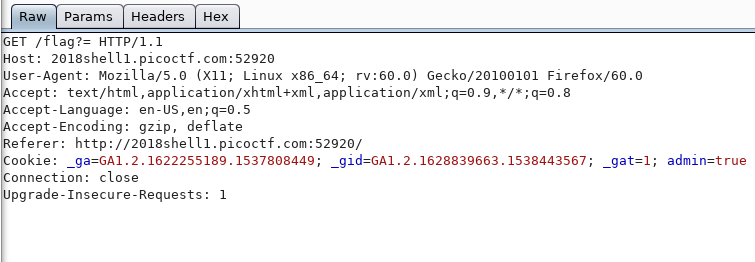 Raw Params Headers Hex
GET /flag?= HTTP/1.1
Host: 2018shell1.picoctf.com:52920
User-Agent: Mozilla/5.0 (X11; Linux x86_64; rv:60.0) Gecko/20100101 Firefox/60.0
Accept: text/html,application/xhtml+xml,application/xml;q=0.9,*/*;q=0.8
Accept-Language: en-US,en;q=0.5
Accept-Encoding: gzip, deflate
Referer: http://2018shell1.picoctf.com:52920/
Cookie: _ga=GA1.2.1622255189.1537808449; _gid=GA1.2.1628839663.1538443567; _gat=1; admin=true
Connection: close
Upgrade-Insecure-Requests: 1